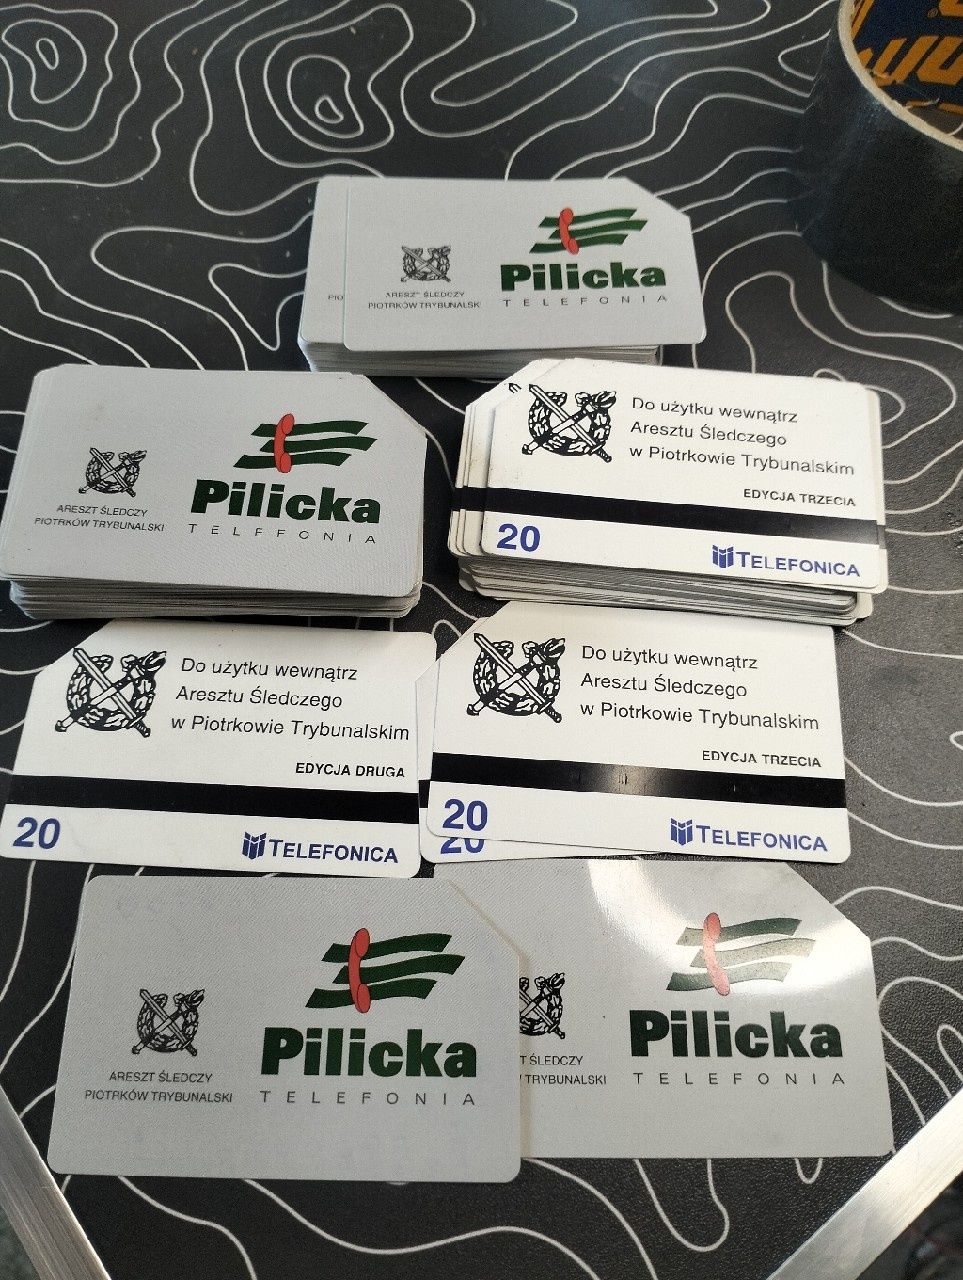 Pilicka
TELEFONIA
ARESZT ŚLEDCZY
PIOTRKÓW TRYBUNALSKI
PIO
Pilicka
TELEFONIA
ARESZT ŚLEDCZY
PIOTRKÓW TRYBUNALSKI
Do użytku wewnątrz
Aresztu Śledczego
w Piotrkowie Trybunalskim
EDYCJA TRZECIA
20
TELEFONICA
Do użytku wewnątrz
Aresztu Śledczego
w Piotrkowie Trybunalskim
EDYCJA DRUGA
20
TELEFONICA
Do użytku wewnątrz
Aresztu Śledczego
w Piotrkowie Trybunalskim
EDYCJA TRZECIA
20
TELEFONICA
20
Pilicka
TELEFONIA
ARESZT ŚLEDCZY
PIOTRKÓW TRYBUNALSKI
Pilicka
TELEFONIA
T ŚLEDCZY
TRYBUNALSKI